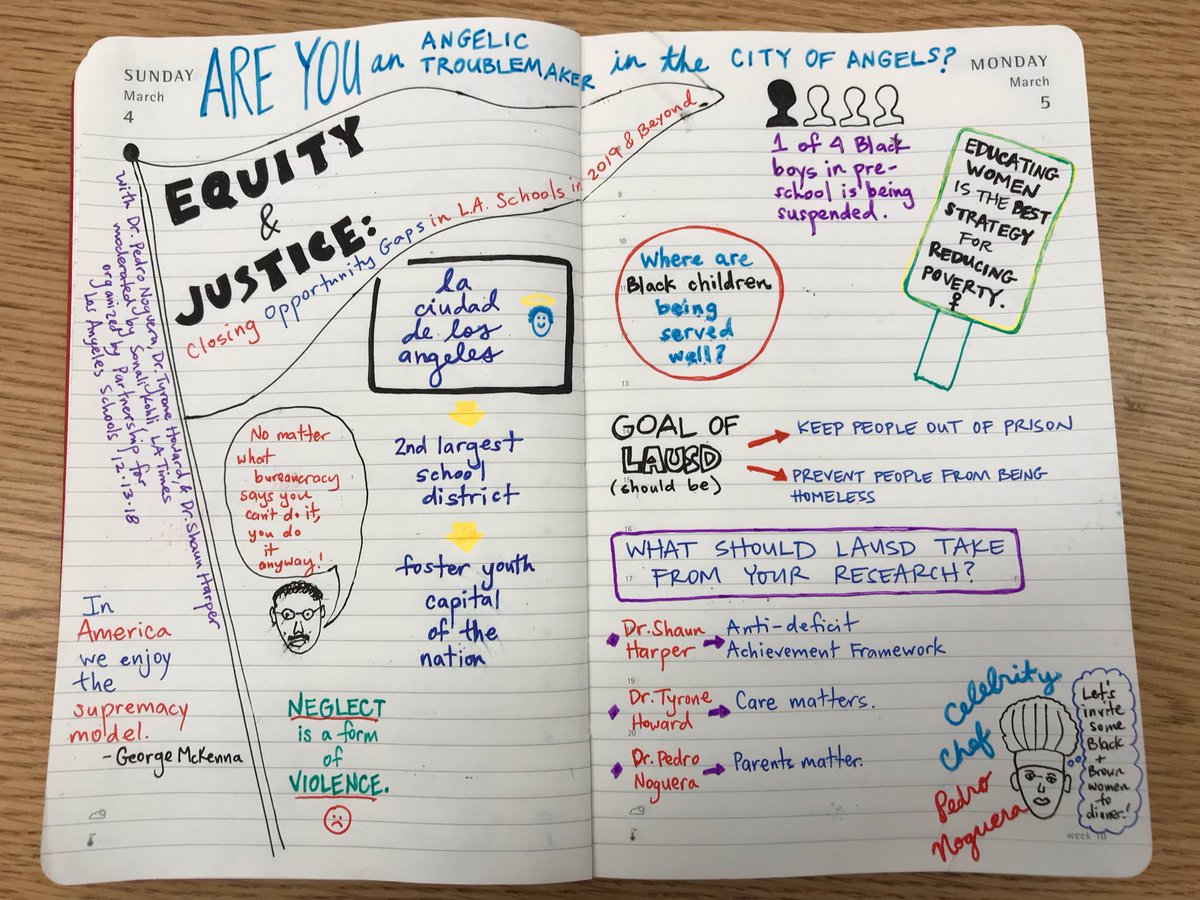 SUNDAY
March
4
ARE YOU an ANGELIC
TROUBLEMAKER
in the CITY OF ANGELS?
MONDAY
March
5
EQUITY
&
JUSTICE:
Closing Opportunity Gaps in L.A. Schools in 2019 & Beyond.
with Dr. Pedro Noguera, Dr. Tyrone Howard, & Dr. Shaun Harper
moderated by Sonali Kohli, LA Times
organized by Partnership for
Los Angeles Schools, 12.13.18
la
ciudad
de los
angeles
2nd largest
school
district
foster youth
capital
of the
nation
No matter
what
bureaucracy
says you
can't do it,
you do
it
anyway!
In
America
we enjoy
the
supremacy
model.
- George McKenna
NEGLECT
is a form
of
VIOLENCE.
1 of 4 Black
boys in pre-
school is being
suspended.
EDUCATING
WOMEN
IS THE BEST
STRATEGY
FOR
REDUCING
POVERTY.
9
10
11
Where are
Black children
being
served
well?
13
GOAL OF
LAUSD
(should be)
KEEP PEOPLE OUT OF PRISON
PREVENT PEOPLE FROM BEING
HOMELESS
16
WHAT SHOULD LAUSD TAKE
17
FROM YOUR RESEARCH?
Dr. Shaun
Harper
Anti-deficit
Achievement Framework
19
Dr. Tyrone
Howard
Care matters.
20
Dr. Pedro
Noguera
Parents matter.
Celebrity
Chef
Pedro
Noguera
Let's
invite
some
Black
+
Brown
women
to
dinner!
week 10